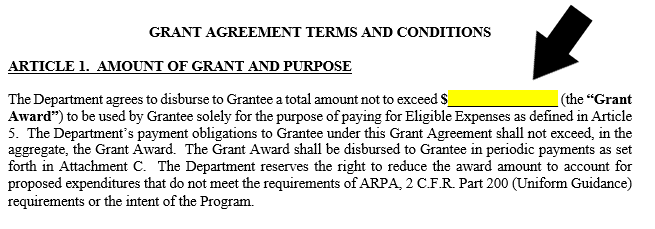 GRANT AGREEMENT TERMS AND CONDITIONS
ARTICLE 1. AMOUNT OF GRANT AND PURPOSE
The Department agrees to disburse to Grantee a total amount not to exceed $________________ (the “Grant
Award”) to be used by Grantee solely for the purpose of paying for Eligible Expenses as defined in Article
5. The Department’s payment obligations to Grantee under this Grant Agreement shall not exceed, in the
aggregate, the Grant Award. The Grant Award shall be disbursed to Grantee in periodic payments as set
forth in Attachment C. The Department reserves the right to reduce the award amount to account for
proposed expenditures that do not meet the requirements of ARPA, 2 C.F.R. Part 200 (Uniform Guidance)
requirements or the intent of the Program.